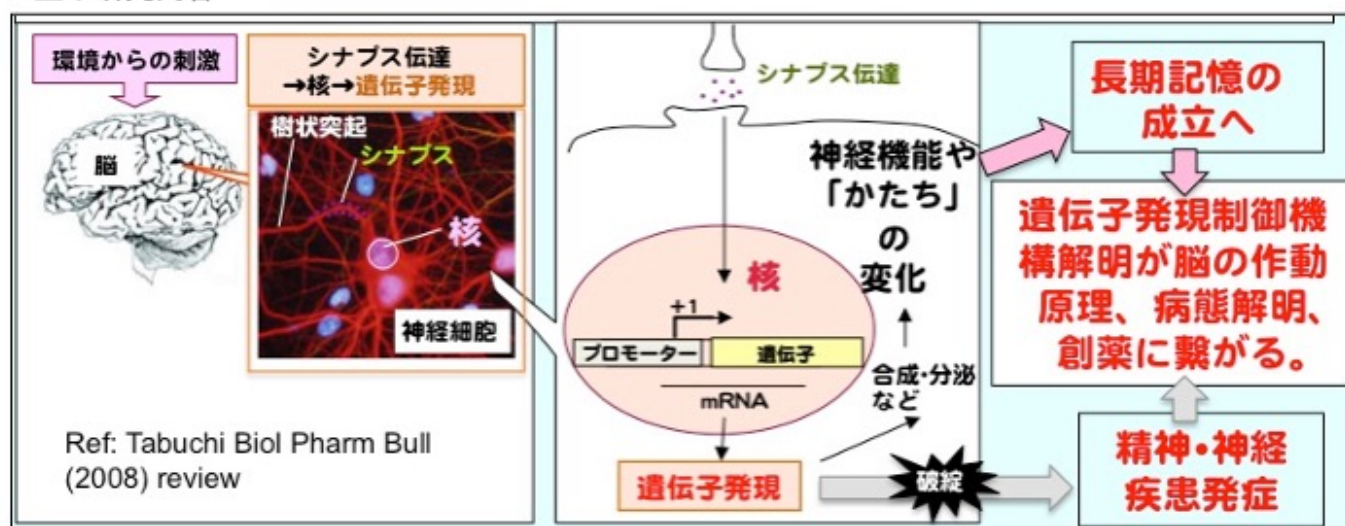 環境からの刺激
脳
シナプス伝達
→核→遺伝子発現
樹状突起
シナプス
核
神経細胞
Ref: Tabuchi Biol Pharm Bull
(2008) review
シナプス伝達
神経機能や
「かたち」
の
変化
核
+1
プロモーター
遺伝子
mRNA
合成・分泌
など
遺伝子発現
破綻
長期記憶の
成立へ
遺伝子発現制御機
構解明が脳の作動
原理、病態解明、
創薬に繋がる。
精神・神経
疾患発症